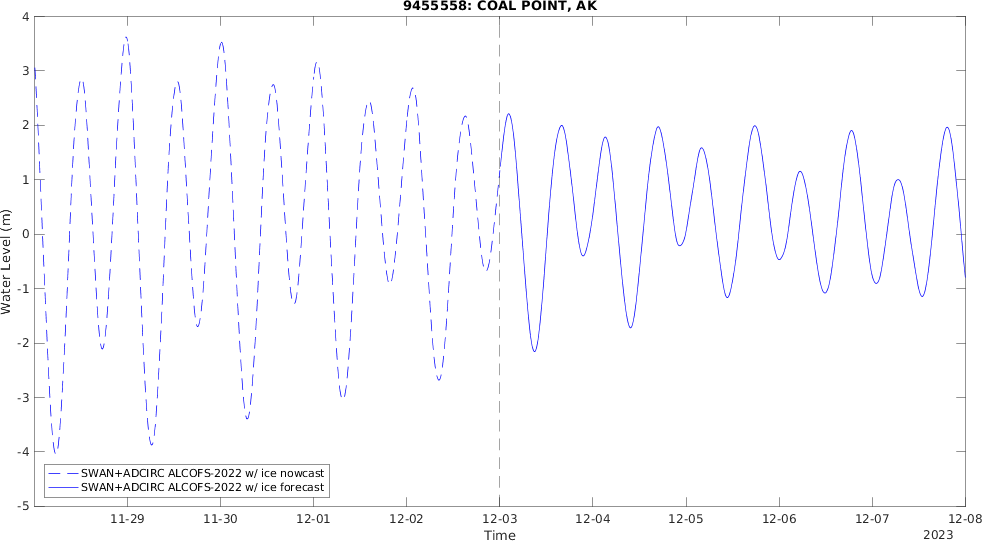 9455558: COAL POINT, AK
4
3
2
1
0
-1
-2
-3
-4
-5
Water Level (m)
SWAN+ADCIRC ALCOFS-2022 w/ ice nowcast
SWAN+ADCIRC ALCOFS-2022 w/ ice forecast
11-29 11-30 12-01 12-02 12-03 12-04 12-05 12-06 12-07 12-08
Time
2023